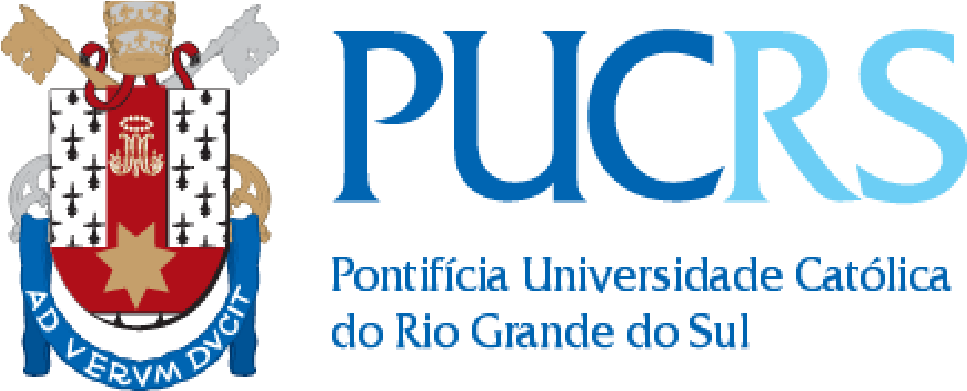 PUCRS
Pontifícia Universidade Católica
do Rio Grande do Sul
AD VERVM DVCIT